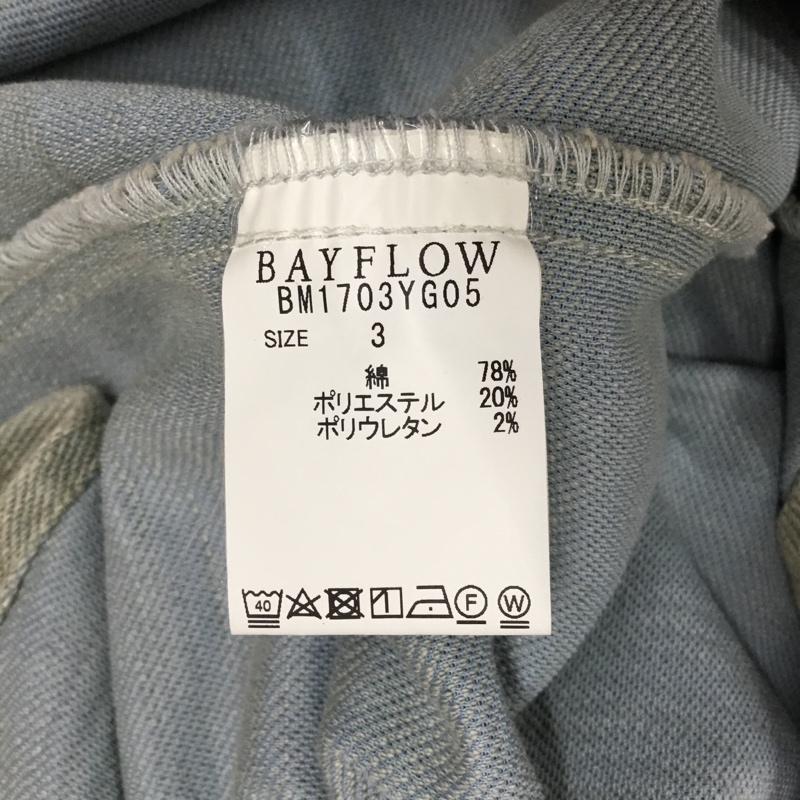 BAYFLOW
BM1703YG05
SIZE 3
綿 78%
ポリエステル 20%
ポリウレタン 2%
40 F W